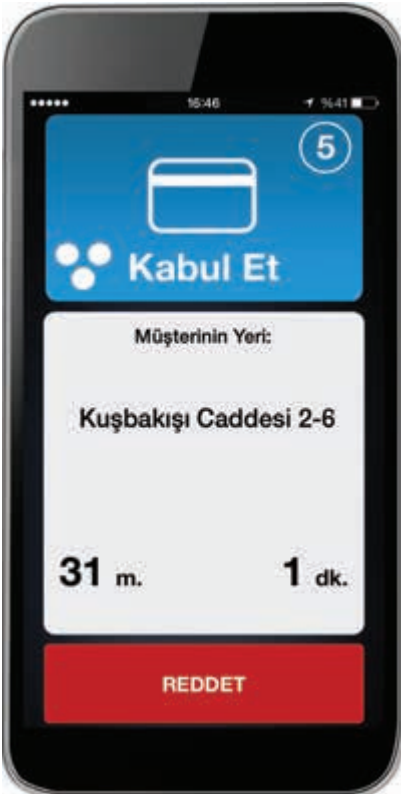 16:46 %41
5
Kabul Et
Müşterinin Yeri:
Kuşbakışı Caddesi 2-6
31 m. 1 dk.
REDDET